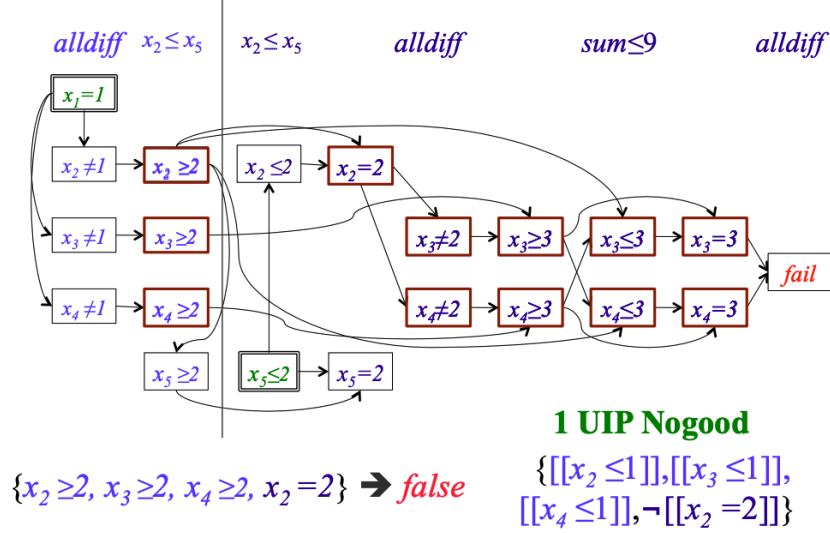 alldiff x₂≤x₅ x₂≤x₅ alldiff sum≤9 alldiff
x₁=1
x₂≠1 x₂≥2 x₂≤2 x₂=2
x₃≠1 x₃≥2 x₃≠2 x₃≥3 x₃≤3 x₃=3
fail
x₄≠1 x₄≥2 x₄≠2 x₄≥3 x₄≤3 x₄=3
x₅≥2 x₅≤2 x₅=2
1 UIP Nogood
{x₂≥2, x₃≥2, x₄≥2, x₂=2} ➔ false
{[[x₂≤1]],[[x₃≤1]],
[[x₄≤1]],¬[[x₂=2]]}